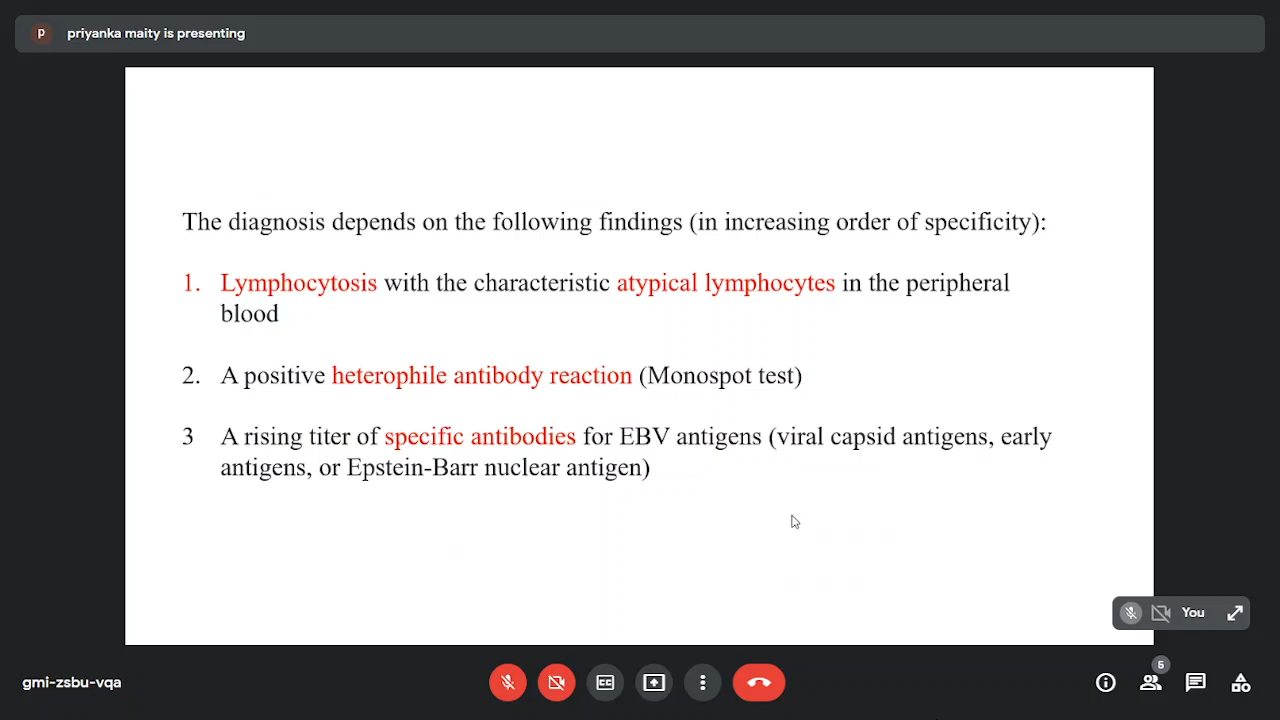 p priyanka maity is presenting
The diagnosis depends on the following findings (in increasing order of specificity):
1. Lymphocytosis with the characteristic atypical lymphocytes in the peripheral
blood
2. A positive heterophile antibody reaction (Monospot test)
3 A rising titer of specific antibodies for EBV antigens (viral capsid antigens, early
antigens, or Epstein-Barr nuclear antigen)
You
gmi-zsbu-vqa
CC
5